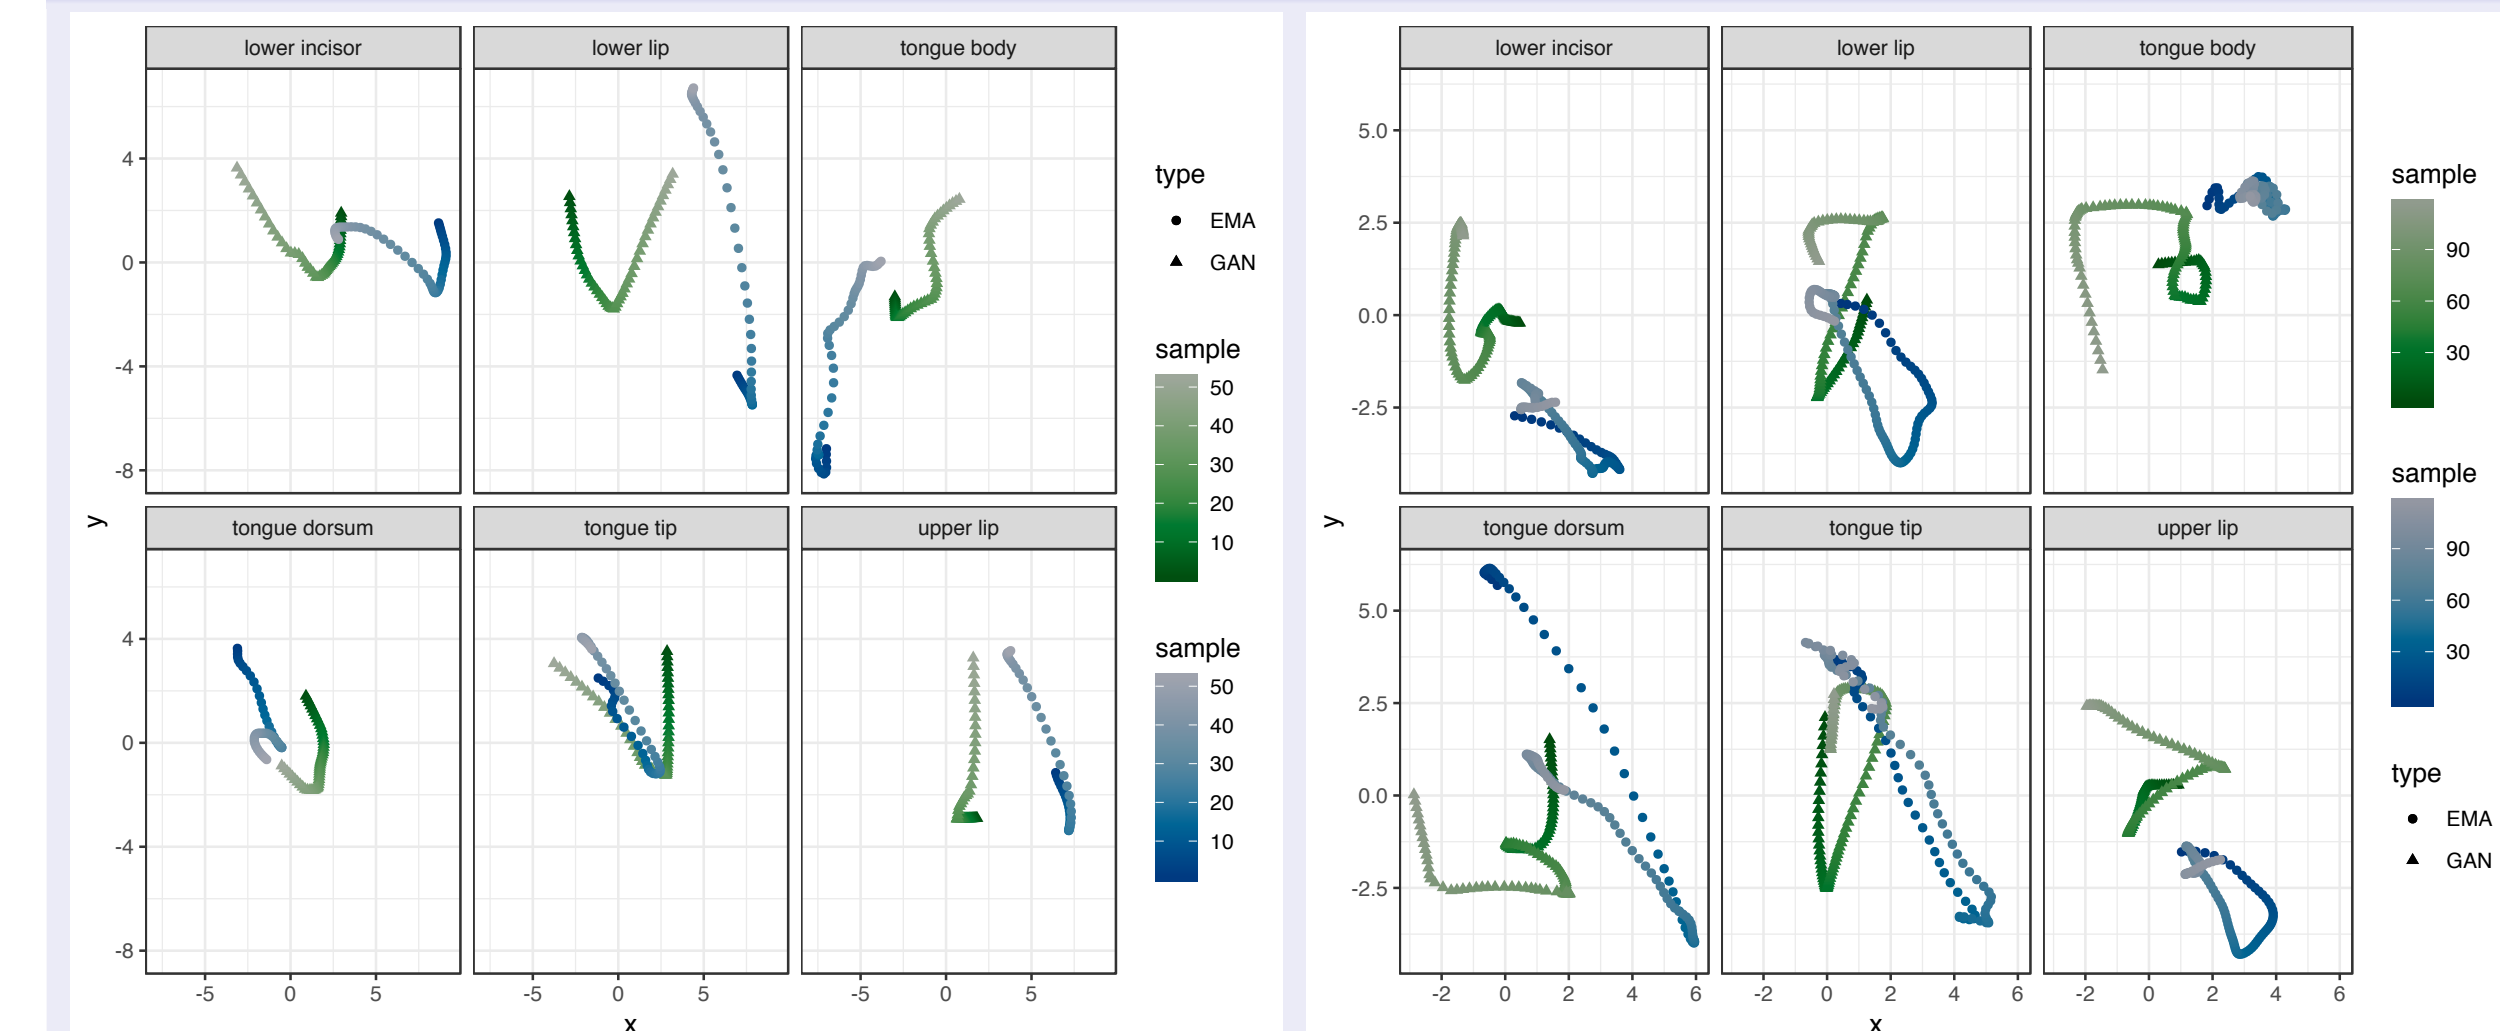 lower incisor lower lip tongue body
4
0
-4
-8
tongue dorsum tongue tip upper lip
4
0
-4
-8
-5 0 5 -5 0 5 -5 0 5
x
y
type
EMA
GAN
sample
50
40
30
20
10
sample
50
40
30
20
10
lower incisor lower lip tongue body
5.0
2.5
0.0
-2.5
tongue dorsum tongue tip upper lip
5.0
2.5
0.0
-2.5
-2 0 2 4 6 -2 0 2 4 6 -2 0 2 4 6
x
y
sample
90
60
30
sample
90
60
30
type
EMA
GAN